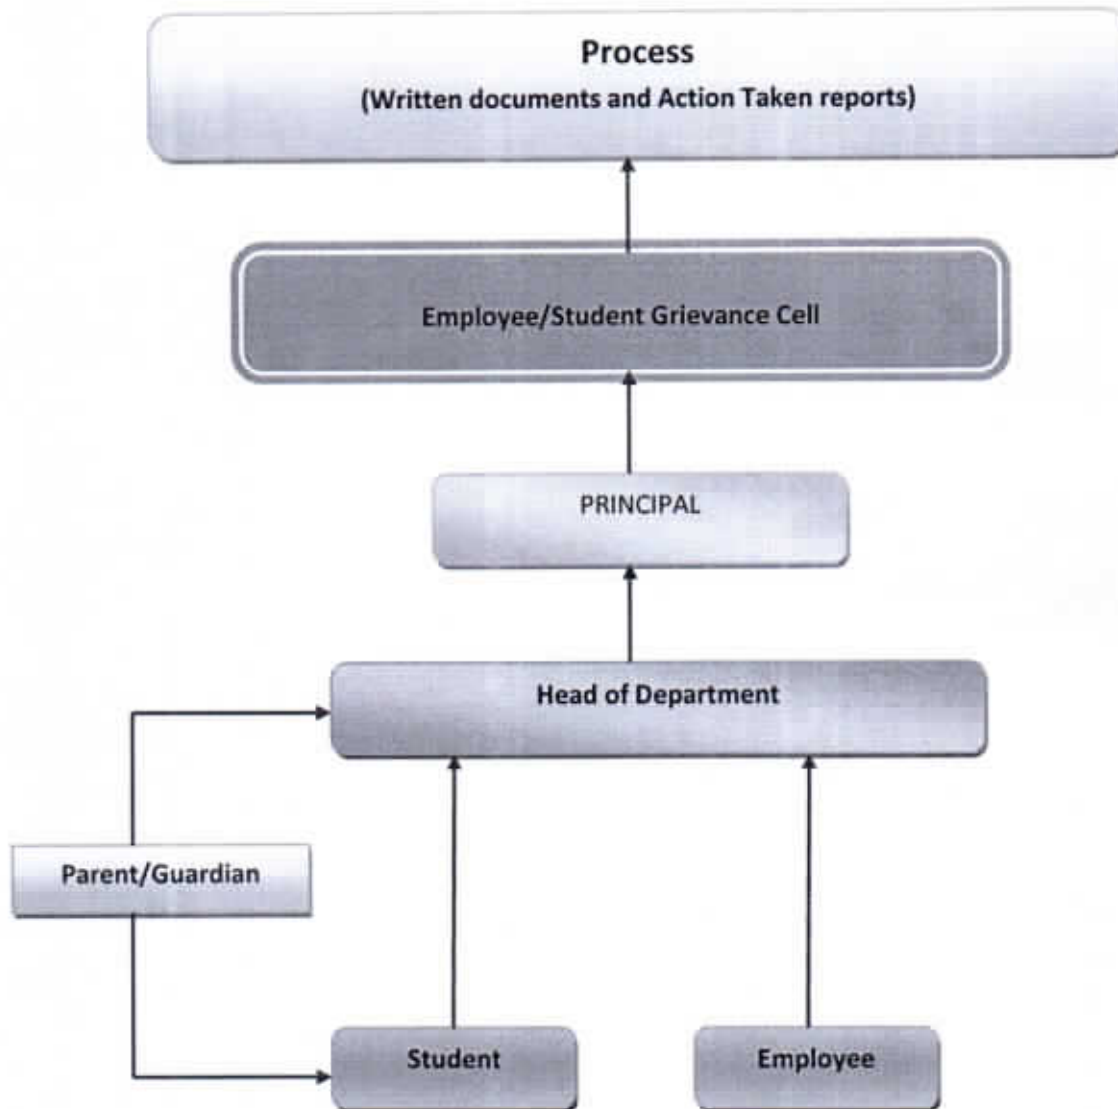 Process
(Written documents and Action Taken reports)
Employee/Student Grievance Cell
PRINCIPAL
Head of Department
Parent/Guardian
Student
Employee